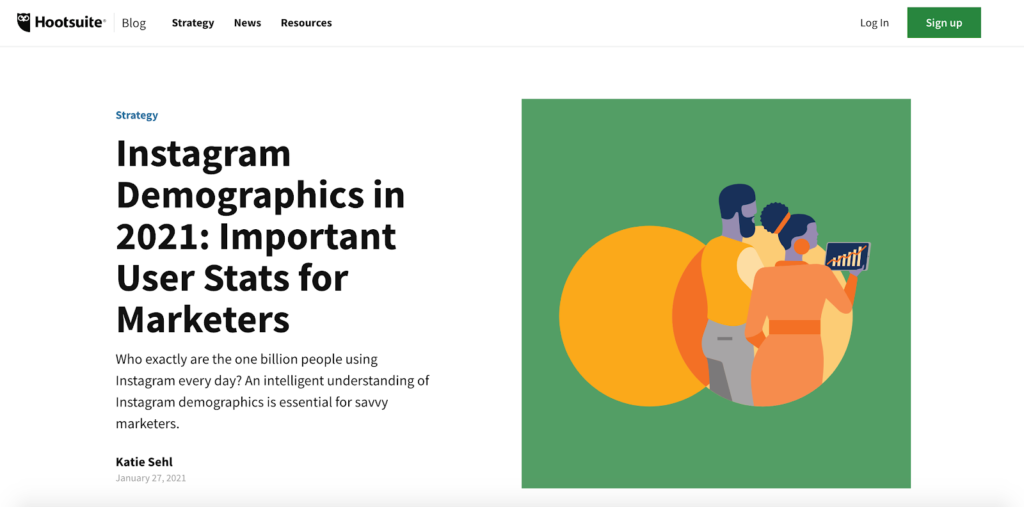 Hootsuite® Blog Strategy News Resources Log In Sign up
Strategy
Instagram
Demographics in
2021: Important
User Stats for
Marketers
Who exactly are the one billion people using
Instagram every day? An intelligent understanding of
Instagram demographics is essential for savvy
marketers.
Katie Sehl
January 27, 2021